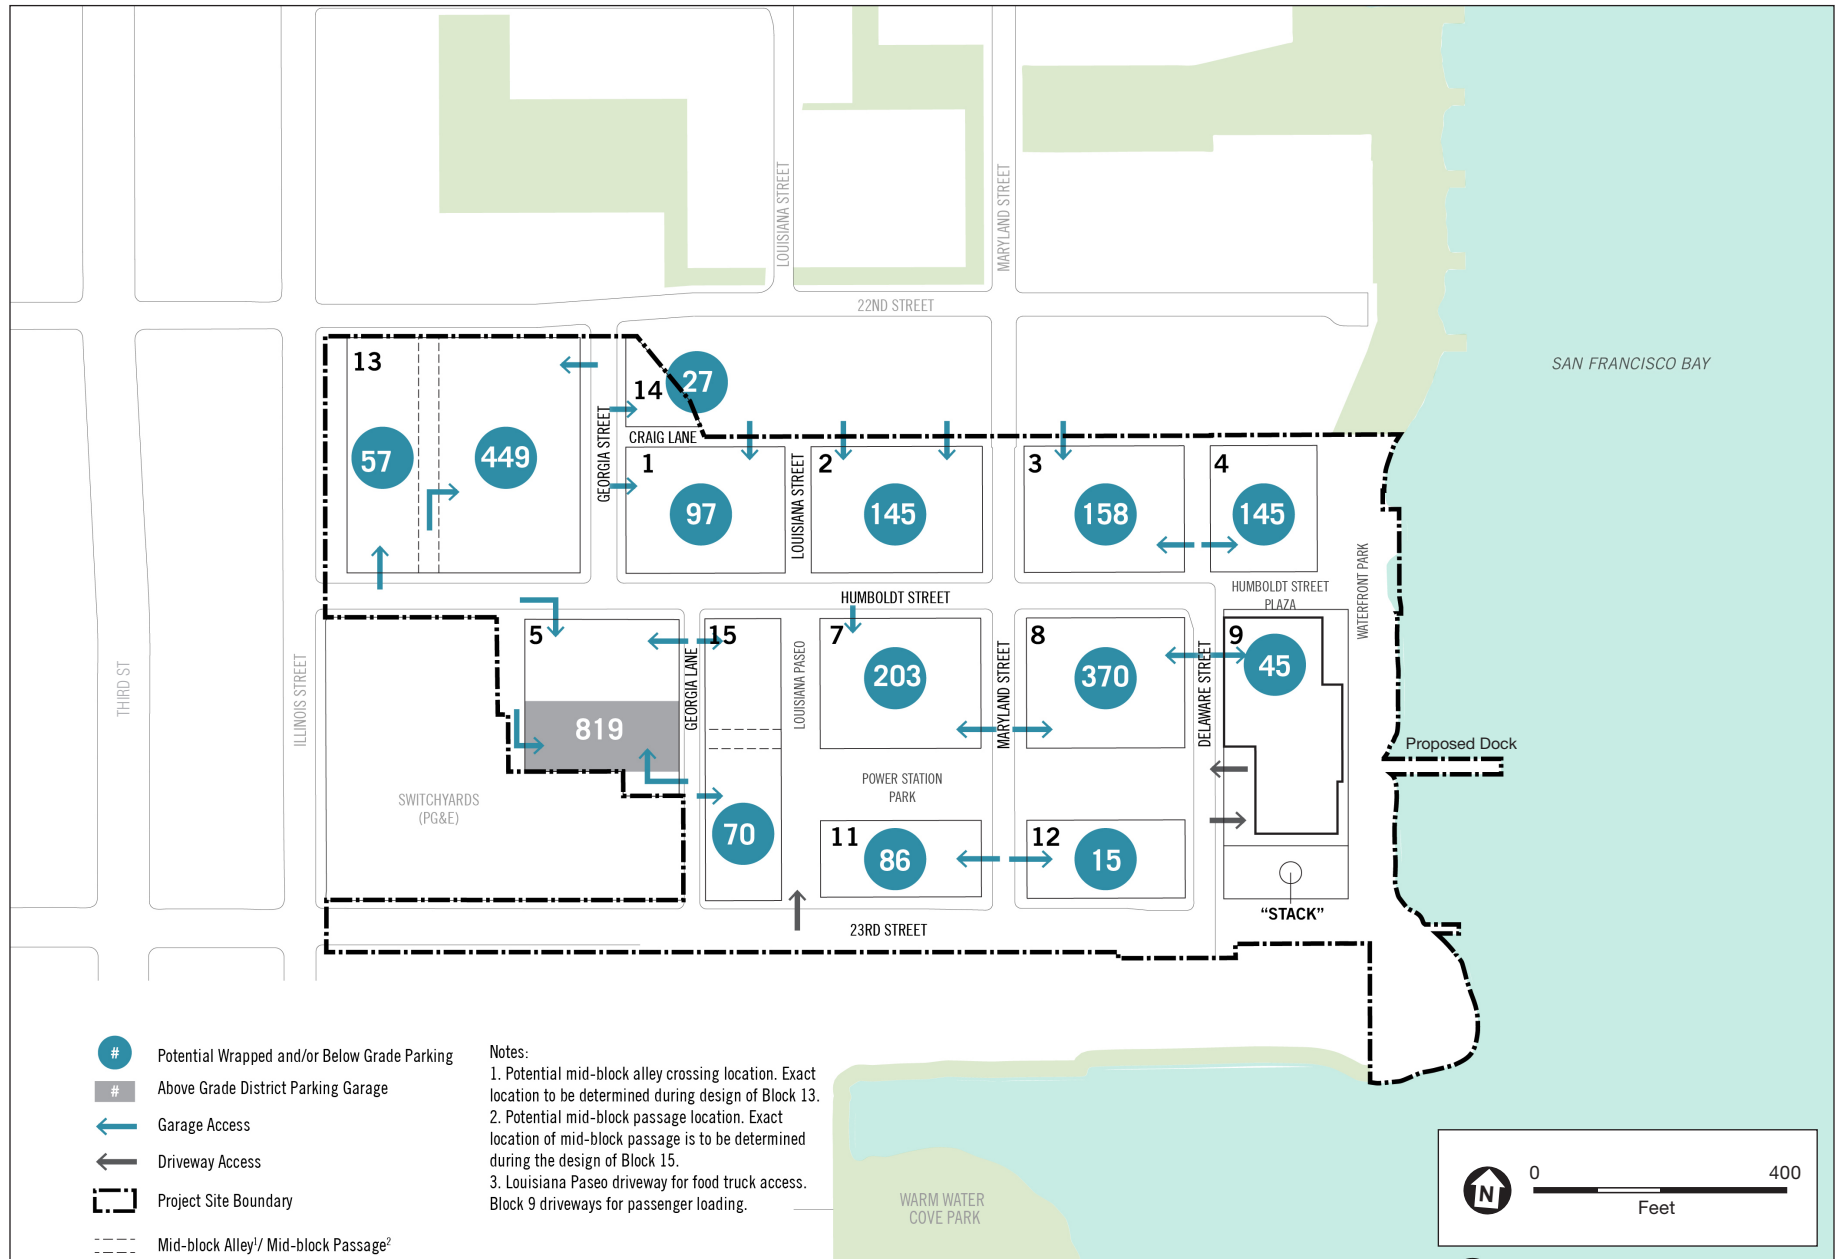 LOUISIANA STREET
MARYLAND STREET
22ND STREET
SAN FRANCISCO BAY
13
57
449
14
27
GEORGIA STREET
CRAIG LANE
1
97
LOUISIANA STREET
2
145
3
158
4
145
WATERFRONT PARK
HUMBOLDT STREET
HUMBOLDT STREET
PLAZA
THIRD ST
ILLINOIS STREET
5
819
GEORGIA LANE
15
70
LOUISIANA PASEO
7
203
MARYLAND STREET
8
370
DELAWARE STREET
9
45
Proposed Dock
SWITCHYARDS
(PG&E)
POWER STATION
PARK
11
86
12
15
"STACK"
23RD STREET
# Potential Wrapped and/or Below Grade Parking
# Above Grade District Parking Garage
Garage Access
Driveway Access
Project Site Boundary
Mid-block Alley¹/ Mid-block Passage²
Notes:
1. Potential mid-block alley crossing location. Exact
location to be determined during design of Block 13.
2. Potential mid-block passage location. Exact
location of mid-block passage is to be determined
during the design of Block 15.
3. Louisiana Paseo driveway for food truck access.
Block 9 driveways for passenger loading.
WARM WATER
COVE PARK
N
0 400
Feet